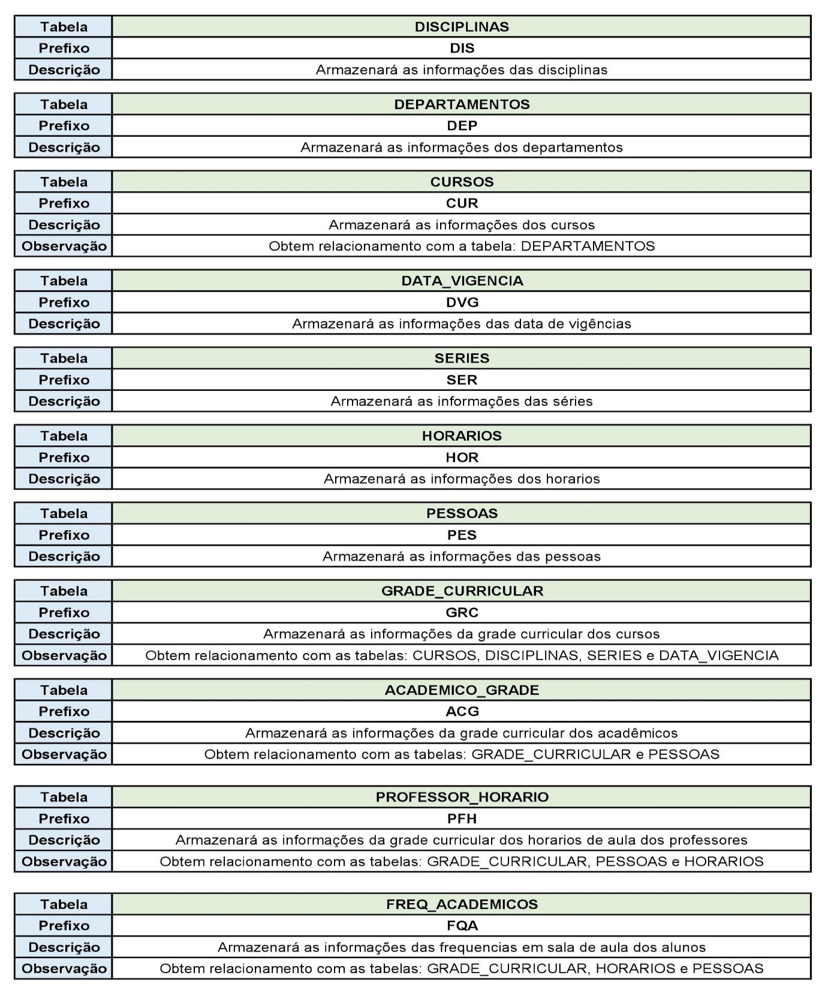 Tabela DISCIPLINAS
Prefixo DIS
Descrição Armazenará as informações das disciplinas
Tabela DEPARTAMENTOS
Prefixo DEP
Descrição Armazenará as informações dos departamentos
Tabela CURSOS
Prefixo CUR
Descrição Armazenará as informações dos cursos
Observação Obtem relacionamento com a tabela: DEPARTAMENTOS
Tabela DATA_VIGENCIA
Prefixo DVG
Descrição Armazenará as informações das data de vigências
Tabela SERIES
Prefixo SER
Descrição Armazenará as informações das séries
Tabela HORARIOS
Prefixo HOR
Descrição Armazenará as informações dos horarios
Tabela PESSOAS
Prefixo PES
Descrição Armazenará as informações das pessoas
Tabela GRADE_CURRICULAR
Prefixo GRC
Descrição Armazenará as informações da grade curricular dos cursos
Observação Obtem relacionamento com as tabelas: CURSOS, DISCIPLINAS, SERIES e DATA_VIGENCIA
Tabela ACADEMICO_GRADE
Prefixo ACG
Descrição Armazenará as informações da grade curricular dos acadêmicos
Observação Obtem relacionamento com as tabelas: GRADE_CURRICULAR e PESSOAS
Tabela PROFESSOR_HORARIO
Prefixo PFH
Descrição Armazenará as informações da grade curricular dos horarios de aula dos professores
Observação Obtem relacionamento com as tabelas: GRADE_CURRICULAR, PESSOAS e HORARIOS
Tabela FREQ_ACADEMICOS
Prefixo FQA
Descrição Armazenará as informações das frequencias em sala de aula dos alunos
Observação Obtem relacionamento com as tabelas: GRADE_CURRICULAR, HORARIOS e PESSOAS